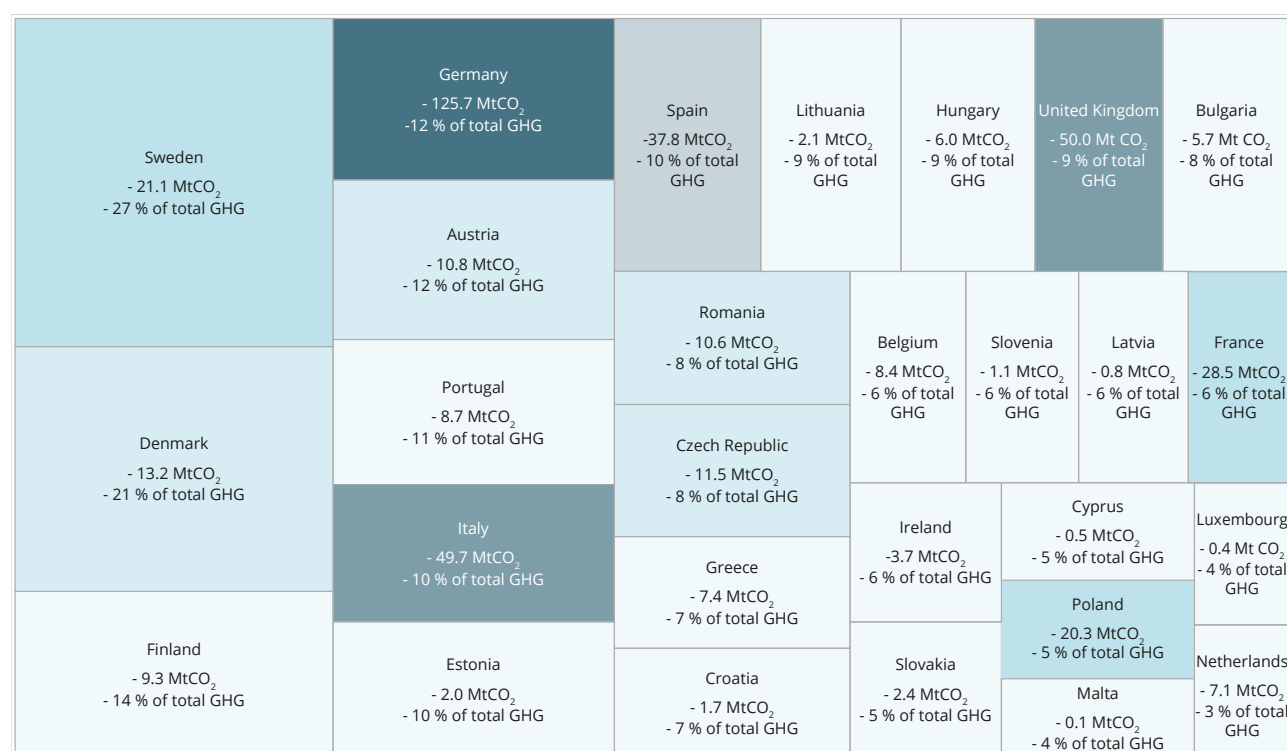 Sweden
- 21.1 MtCO₂
- 27 % of total GHG
Denmark
- 13.2 MtCO₂
- 21 % of total GHG
Finland
- 9.3 MtCO₂
- 14 % of total GHG
Germany
- 125.7 MtCO₂
-12 % of total GHG
Austria
- 10.8 MtCO₂
- 12 % of total GHG
Portugal
- 8.7 MtCO₂
- 11 % of total GHG
Italy
- 49.7 MtCO₂
- 10 % of total GHG
Estonia
- 2.0 MtCO₂
- 10 % of total GHG
Spain
-37.8 MtCO₂
- 10 % of total
GHG
Lithuania
- 2.1 MtCO₂
- 9 % of total
GHG
Hungary
- 6.0 MtCO₂
- 9 % of total
GHG
United Kingdom
- 50.0 Mt CO₂
- 9 % of total
GHG
Bulgaria
- 5.7 Mt CO₂
- 8 % of total
GHG
Romania
- 10.6 MtCO₂
- 8 % of total GHG
Czech Republic
- 11.5 MtCO₂
- 8 % of total GHG
Greece
- 7.4 MtCO₂
- 7 % of total GHG
Croatia
- 1.7 MtCO₂
- 7 % of total GHG
Belgium
- 8.4 MtCO₂
- 6 % of total
GHG
Slovenia
- 1.1 MtCO₂
- 6 % of total
GHG
Latvia
- 0.8 MtCO₂
- 6 % of total
GHG
France
- 28.5 MtCO₂
- 6 % of total
GHG
Ireland
-3.7 MtCO₂
- 6 % of total GHG
Slovakia
- 2.4 MtCO₂
- 5 % of total GHG
Cyprus
- 0.5 MtCO₂
- 5 % of total GHG
Poland
- 20.3 MtCO₂
- 5 % of total GHG
Malta
- 0.1 MtCO₂
- 4 % of total GHG
Luxembourg
- 0.4 Mt CO₂
- 4 % of total
GHG
Netherlands
- 7.1 MtCO₂
- 3 % of total
GHG